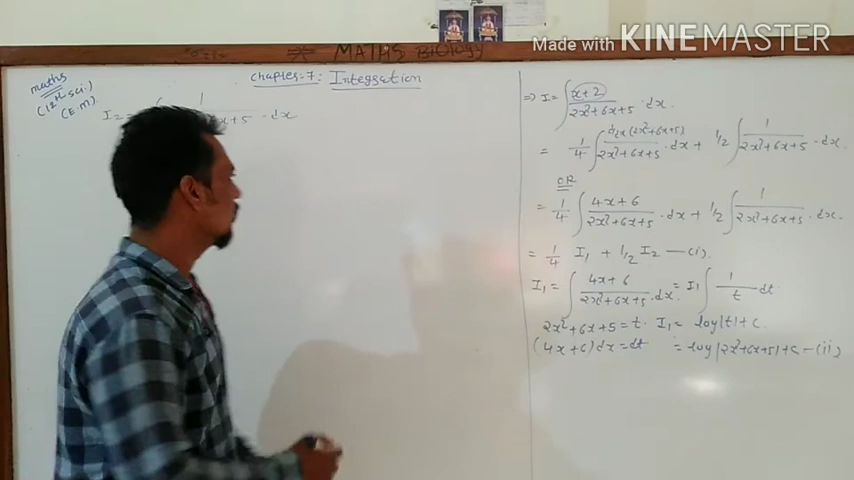 Made with KINEMASTER
MATHS BIOLOGY
maths
(12th sci.)
(E.M)
Chapter-7: Integration
I = ∫ 1 / x+5 · dx
⇒ I = ∫ x+2 / 2x²+6x+5 · dx.
= 1/4 ∫ d/dx(2x²+6x+5) / 2x²+6x+5 · dx + 1/2 ∫ 1 / 2x²+6x+5 · dx.
OR
= 1/4 ∫ 4x+6 / 2x²+6x+5 · dx + 1/2 ∫ 1 / 2x²+6x+5 · dx.
= 1/4 I₁ + 1/2 I₂ —(i).
I₁ = ∫ 4x+6 / 2x²+6x+5 · dx = I₁ ∫ 1 / t dt
2x²+6x+5 = t. I₁ = log|t| + c.
(4x+6)dx = dt = log|2x²+6x+5| + c —(ii)